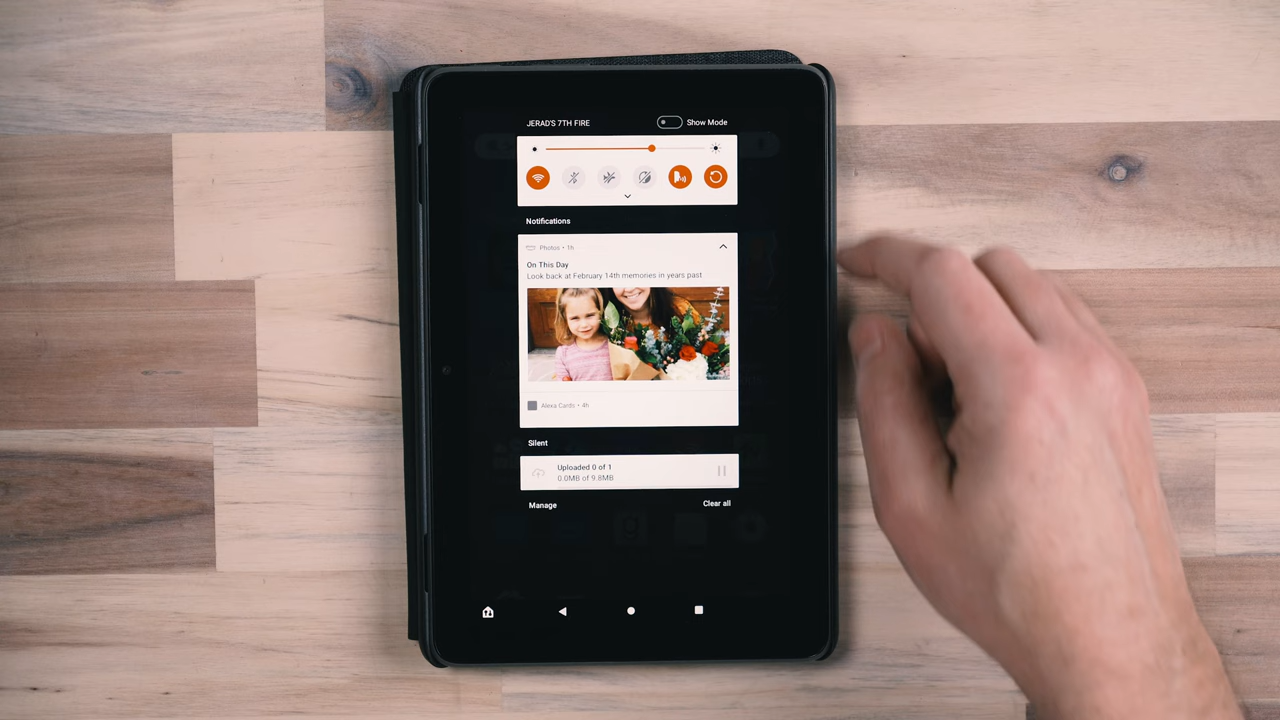 JERAD'S 7TH FIRE
Show Mode
Notifications
Photos • 1h
On This Day
Look back at February 14th memories in years past
Alexa Cards • 4h
Silent
Uploaded 0 of 1
0.0MB of 9.8MB
Manage
Clear all